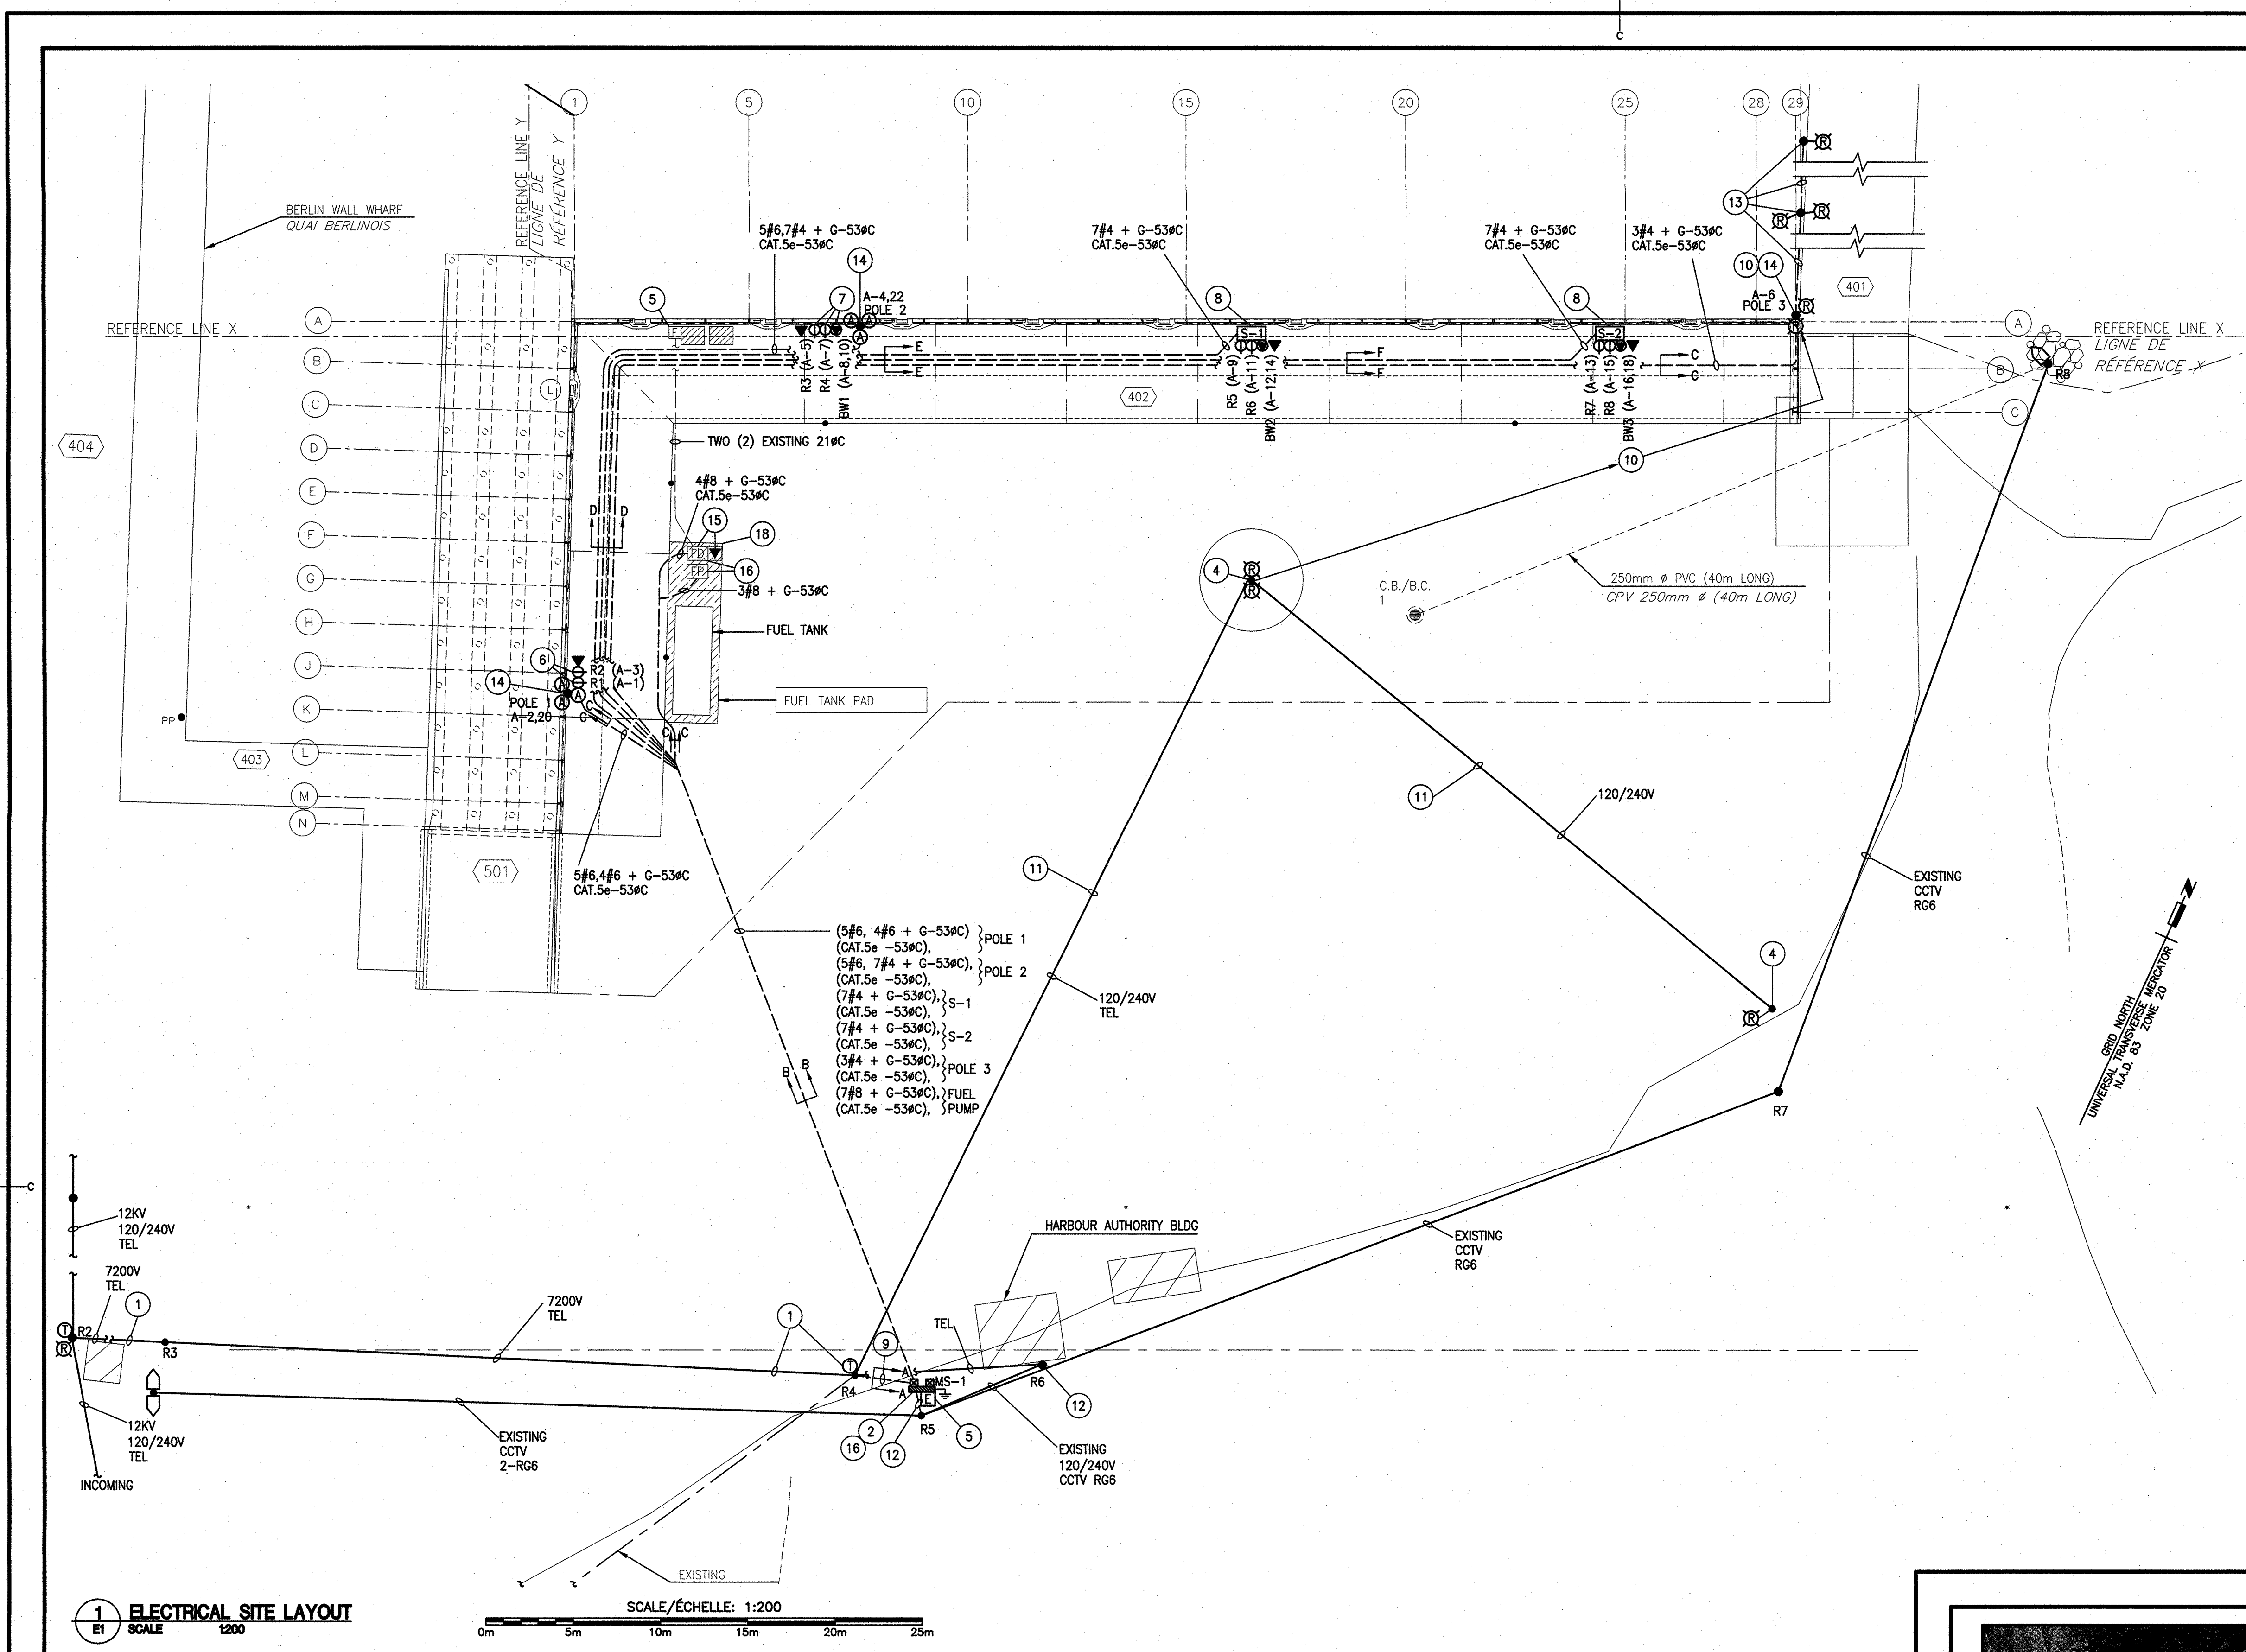 C
1
5
10
15
20
25
28
29
REFERENCE LINE Y
LIGNE DE
RÉFÉRENCE Y
BERLIN WALL WHARF
QUAI BERLINOIS
5#6,7#4 + G-53øC
CAT.5e-53øC
7#4 + G-53øC
CAT.5e-53øC
7#4 + G-53øC
CAT.5e-53øC
3#4 + G-53øC
CAT.5e-53øC
R
13
R
R
14
10
14
401
5
7
A-4,22
POLE 2
8
8
A-6
POLE 3
R
R
A
REFERENCE LINE X
A
REFERENCE LINE X
LIGNE DE
RÉFÉRENCE X
A
A
A
S-1
S-2
B
B
E
E
F
F
C
C
R8
R3 (A-5)
R4 (A-7)
BW1 (A-8,10)
R5 (A-9)
R6 (A-11)
BW2 (A-12,14)
R7 (A-13)
R8 (A-15)
BW3 (A-16,18)
L
402
C
C
404
D
TWO (2) EXISTING 21øC
10
E
4#8 + G-53øC
CAT.5e-53øC
D
D
15
18
F
FD
FP
16
4
R
R
G
3#8 + G-53øC
C.B./B.C.
1
250mm ø PVC (40m LONG)
CPV 250mm ø (40m LONG)
H
FUEL TANK
J
6
R2 (A-3)
R1 (A-1)
14
A
A
A
POLE 1
A-2,20
K
C
C
FUEL TANK PAD
PP
C
C
L
403
M
N
11
120/240V
501
5#6,4#6 + G-53øC
CAT.5e-53øC
11
EXISTING
CCTV
RG6
(5#6, 4#6 + G-53øC)
(CAT.5e -53øC),
POLE 1
(5#6, 7#4 + G-53øC),
(CAT.5e -53øC),
POLE 2
(7#4 + G-53øC),
(CAT.5e -53øC),
S-1
(7#4 + G-53øC),
(CAT.5e -53øC),
S-2
(3#4 + G-53øC),
(CAT.5e -53øC),
POLE 3
(7#8 + G-53øC),
(CAT.5e -53øC),
FUEL
PUMP
120/240V
TEL
4
R
B
B
R7
GRID NORTH
UNIVERSAL TRANSVERSE MERCATOR
N.A.D. 83 ZONE 20
C
12KV
120/240V
TEL
HARBOUR AUTHORITY BLDG
EXISTING
CCTV
RG6
7200V
TEL
1
7200V
TEL
1
TEL
T
R2
R
R3
T
R4
9
A
A
MS-1
E
R6
12
12KV
120/240V
TEL
EXISTING
CCTV
2-RG6
2
16
12
R5
5
EXISTING
120/240V
CCTV RG6
INCOMING
EXISTING
1
E1
ELECTRICAL SITE LAYOUT
SCALE 1:200
SCALE/ÉCHELLE: 1:200
0m
5m
10m
15m
20m
25m